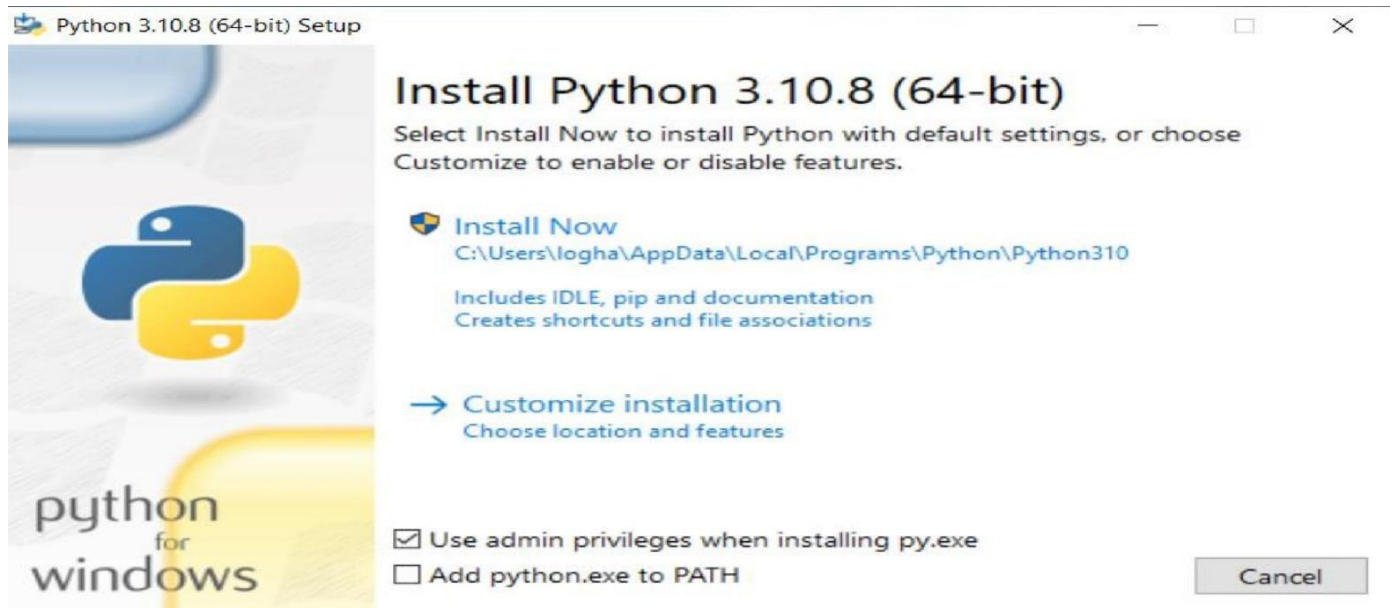 Python 3.10.8 (64-bit) Setup
Install Python 3.10.8 (64-bit)
Select Install Now to install Python with default settings, or choose
Customize to enable or disable features.
Install Now
C:\Users\logha\AppData\Local\Programs\Python\Python310
Includes IDLE, pip and documentation
Creates shortcuts and file associations
Customize installation
Choose location and features
python
for
windows
Use admin privileges when installing py.exe
Add python.exe to PATH
Cancel